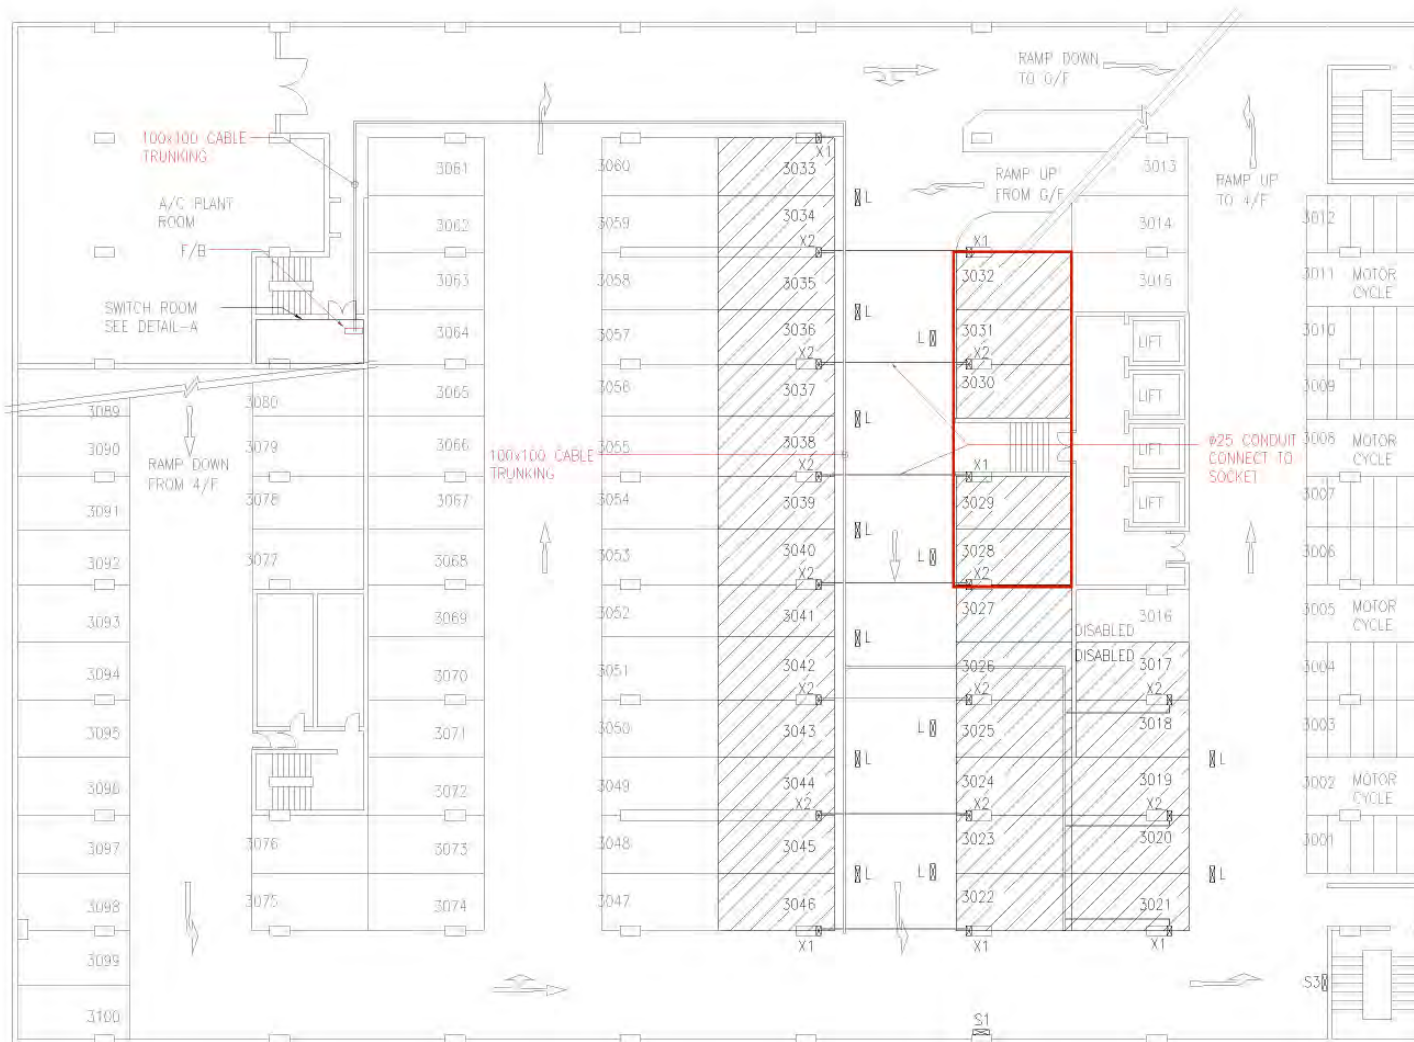 RAMP DOWN
TO G/F
100x100 CABLE
TRUNKING
A/C PLANT
ROOM
F/B
SWITCH ROOM
SEE DETAIL-A
RAMP UP
FROM G/F
RAMP UP
TO 4/F
RAMP DOWN
FROM 4/F
100x100 CABLE
TRUNKING
φ25 CONDUIT
CONNECT TO
SOCKET
LIFT
LIFT
LIFT
LIFT
DISABLED
DISABLED
MOTOR
CYCLE
MOTOR
CYCLE
MOTOR
CYCLE
MOTOR
CYCLE
3089
3090
3091
3092
3093
3094
3095
3096
3097
3098
3099
3100
3080
3079
3078
3077
3076
3075
3061
3062
3063
3064
3065
3066
3067
3068
3069
3070
3071
3072
3073
3074
3060
3059
3058
3057
3056
3055
3054
3053
3052
3051
3050
3049
3048
3047
X1
3033
3034
X2
3035
3036
X2
3037
3038
X2
3039
3040
X2
3041
3042
X2
3043
3044
X2
3045
3046
X1
L
L
L
L
L
L
L
L
L
L
L
X1
3032
3031
X2
3030
X1
3029
3028
X2
3027
3026
X2
3025
3024
X2
3023
3022
X1
3013
3014
3015
3016
3017
X2
3018
3019
X2
3020
3021
X1
L
L
3012
3011
3010
3009
3008
3007
3006
3005
3004
3003
3002
3001
S3
S1